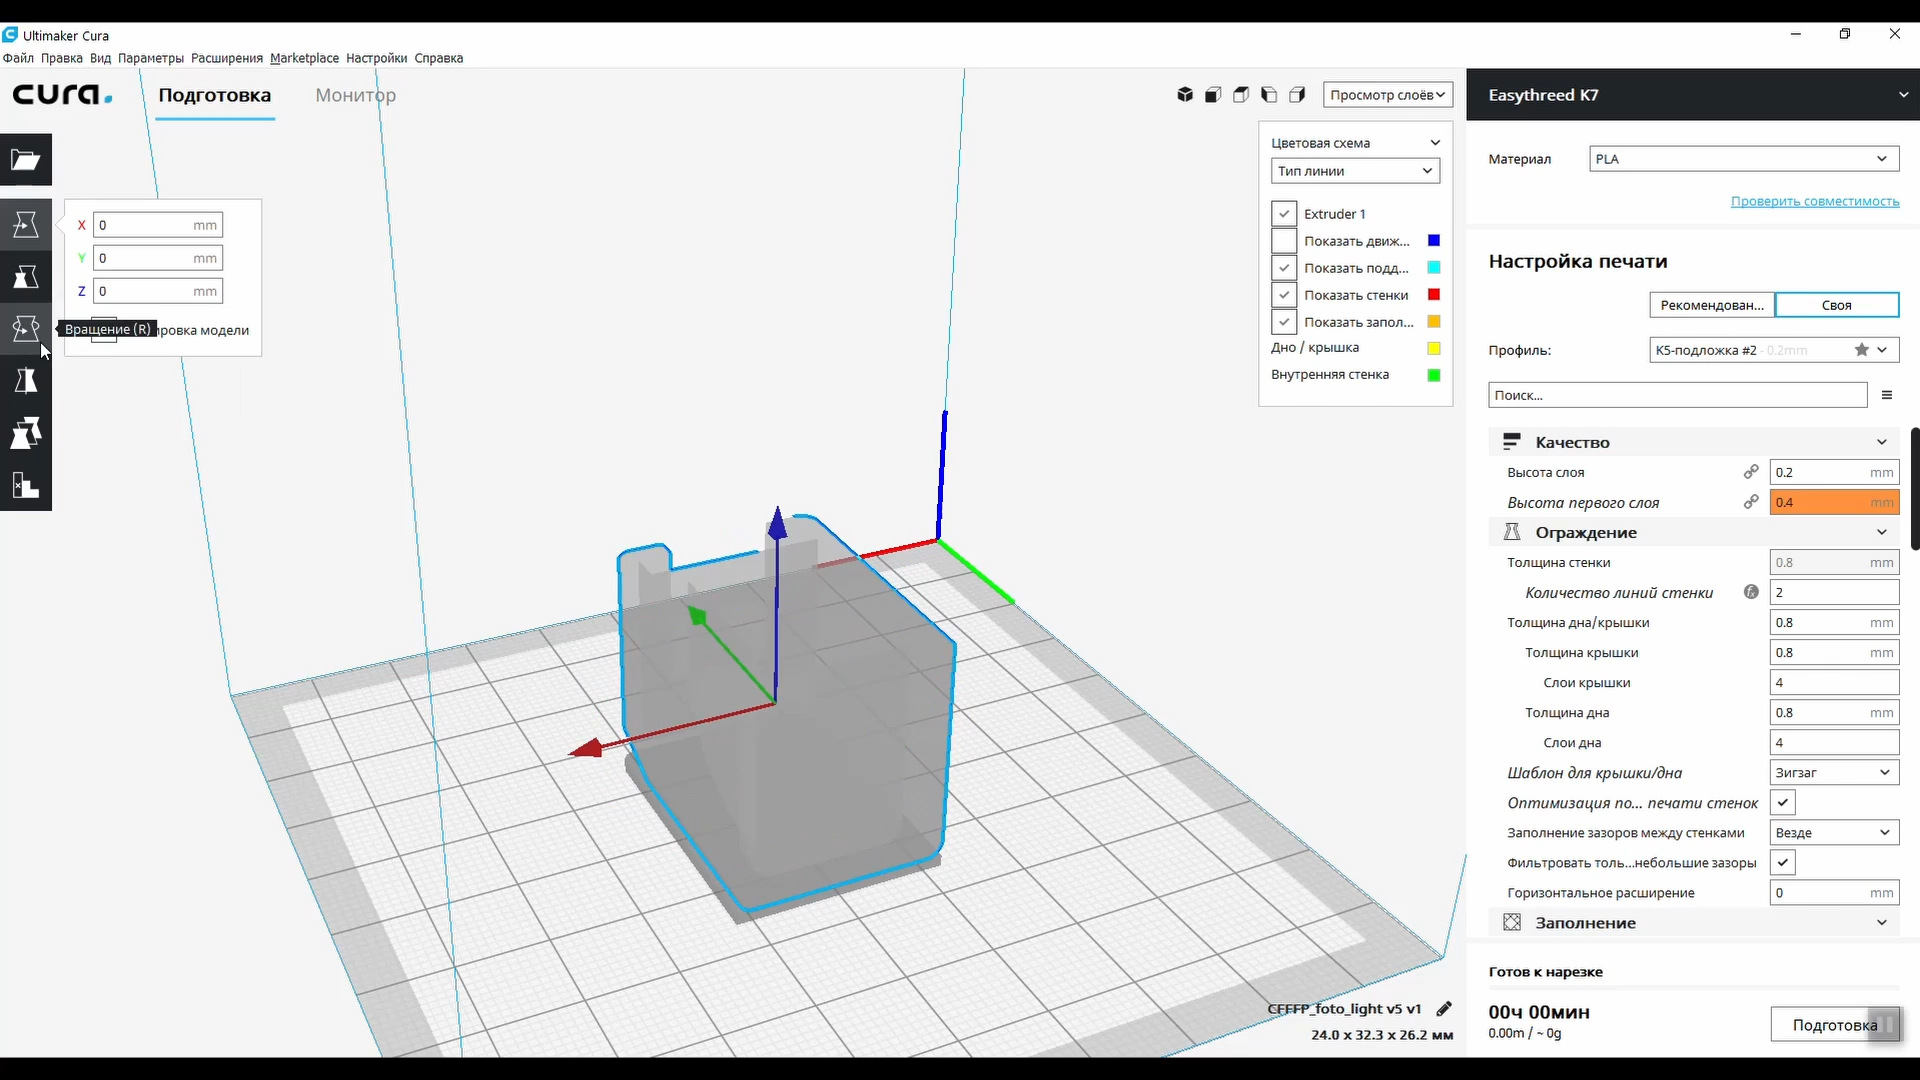 Ultimaker Cura
Файл Правка Вид Параметры Расширения Marketplace Настройки Справка
cura.
Подготовка
Монитор
Просмотр слоёв
Easythreed K7
Цветовая схема
Тип линии
Extruder 1
Показать движ...
Показать подд...
Показать стенки
Показать запол...
Дно / крышка
Внутренняя стенка
X 0 mm
Y 0 mm
Z 0 mm
Вращение (R)
ировка модели
Материал PLA
Проверить совместимость
Настройка печати
Рекомендован... Своя
Профиль: K5-подложка #2 - 0.2mm
Поиск...
Качество
Высота слоя 0.2 mm
Высота первого слоя 0.4 mm
Ограждение
Толщина стенки 0.8 mm
Количество линий стенки 2
Толщина дна/крышки 0.8 mm
Толщина крышки 0.8 mm
Слои крышки 4
Толщина дна 0.8 mm
Слои дна 4
Шаблон для крышки/дна Зигзаг
Оптимизация по... печати стенок
Заполнение зазоров между стенками Везде
Фильтровать толь...небольшие зазоры
Горизонтальное расширение 0 mm
Заполнение
Готов к нарезке
00ч 00мин
0.00m / ~ 0g
Подготовка
CFFFP_foto_light v5 v1
24.0 x 32.3 x 26.2 мм